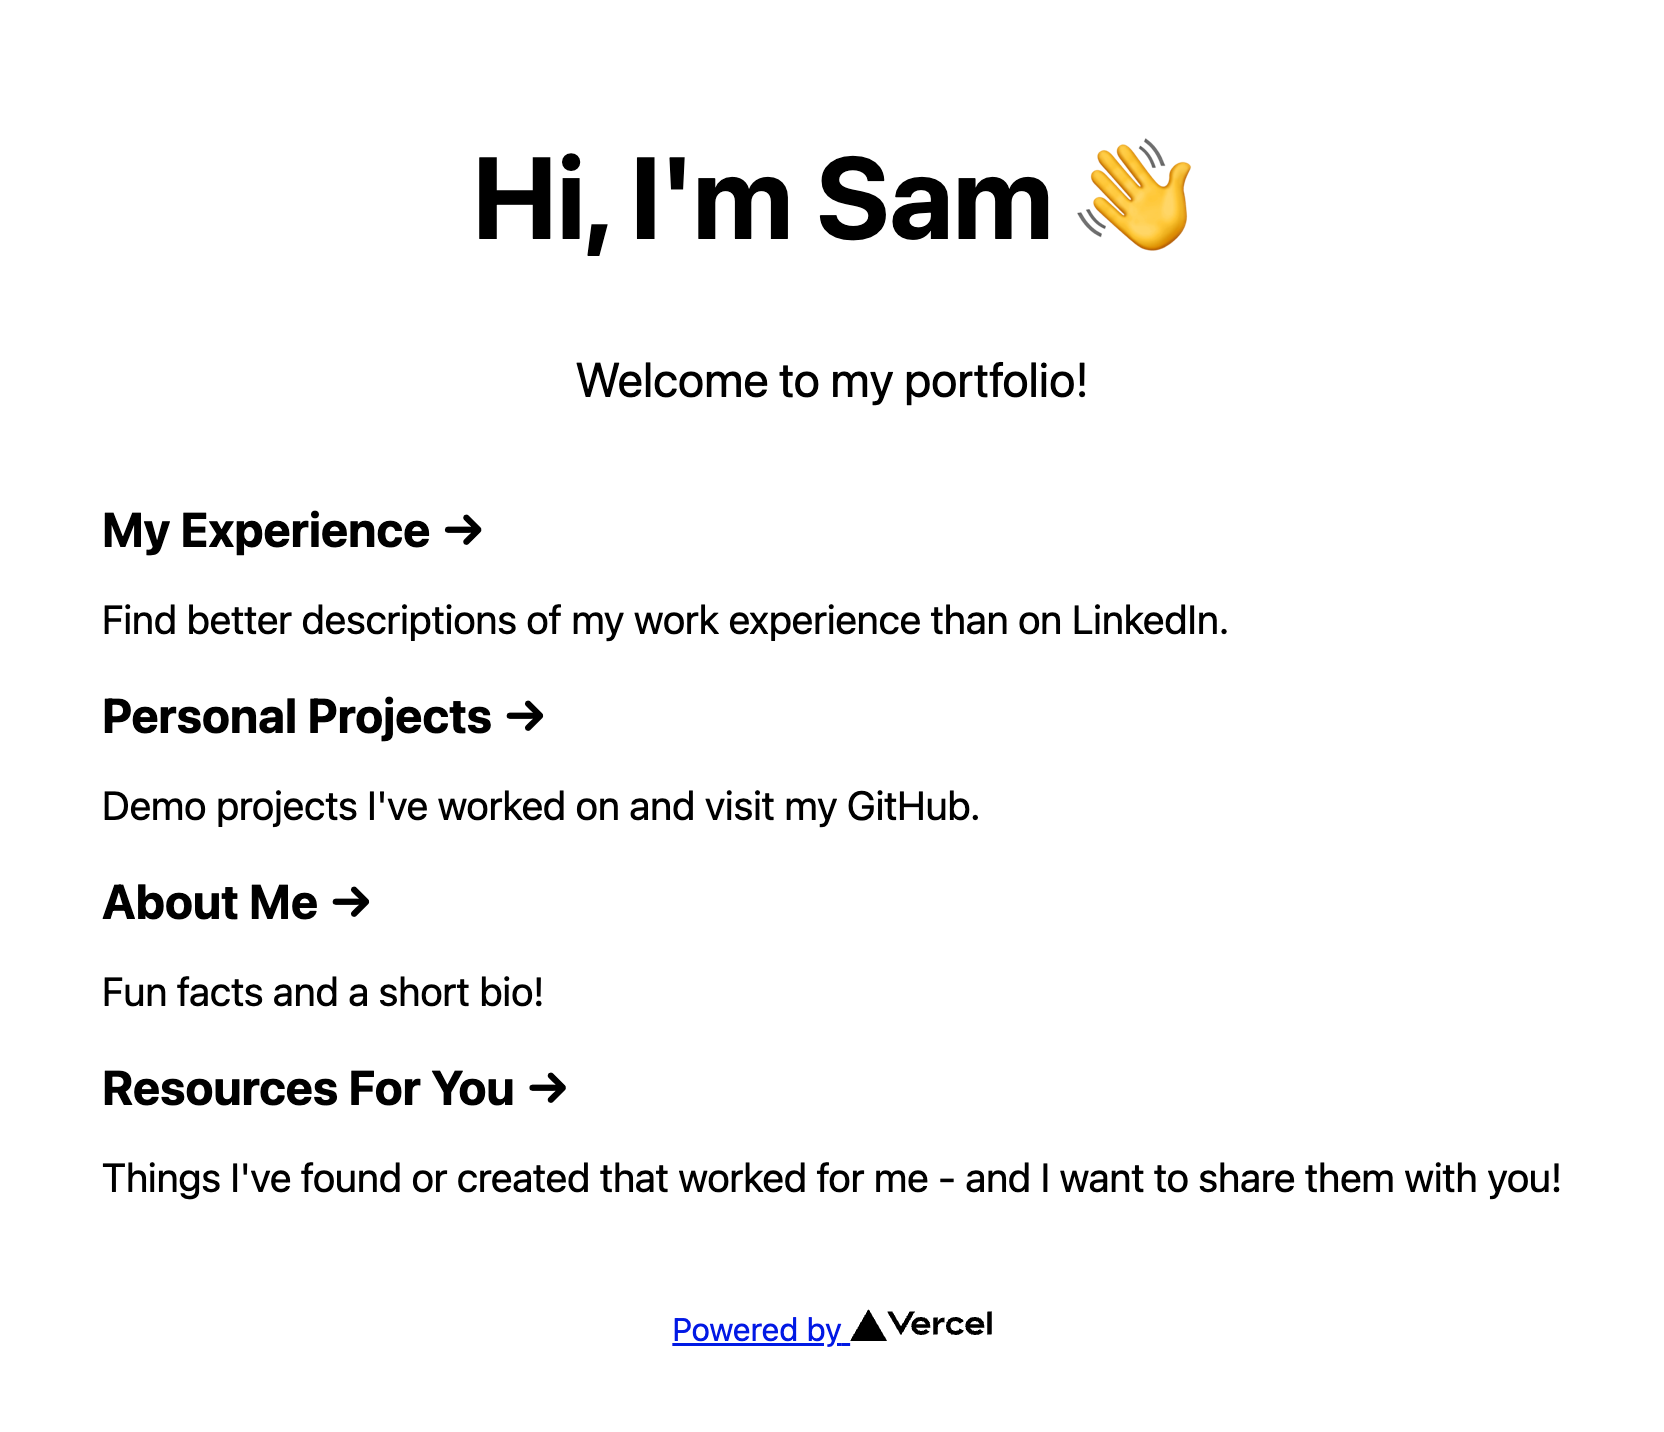 Hi, I'm Sam 👋
Welcome to my portfolio!
My Experience →
Find better descriptions of my work experience than on LinkedIn.
Personal Projects →
Demo projects I've worked on and visit my GitHub.
About Me →
Fun facts and a short bio!
Resources For You →
Things I've found or created that worked for me - and I want to share them with you!
Powered by Vercel